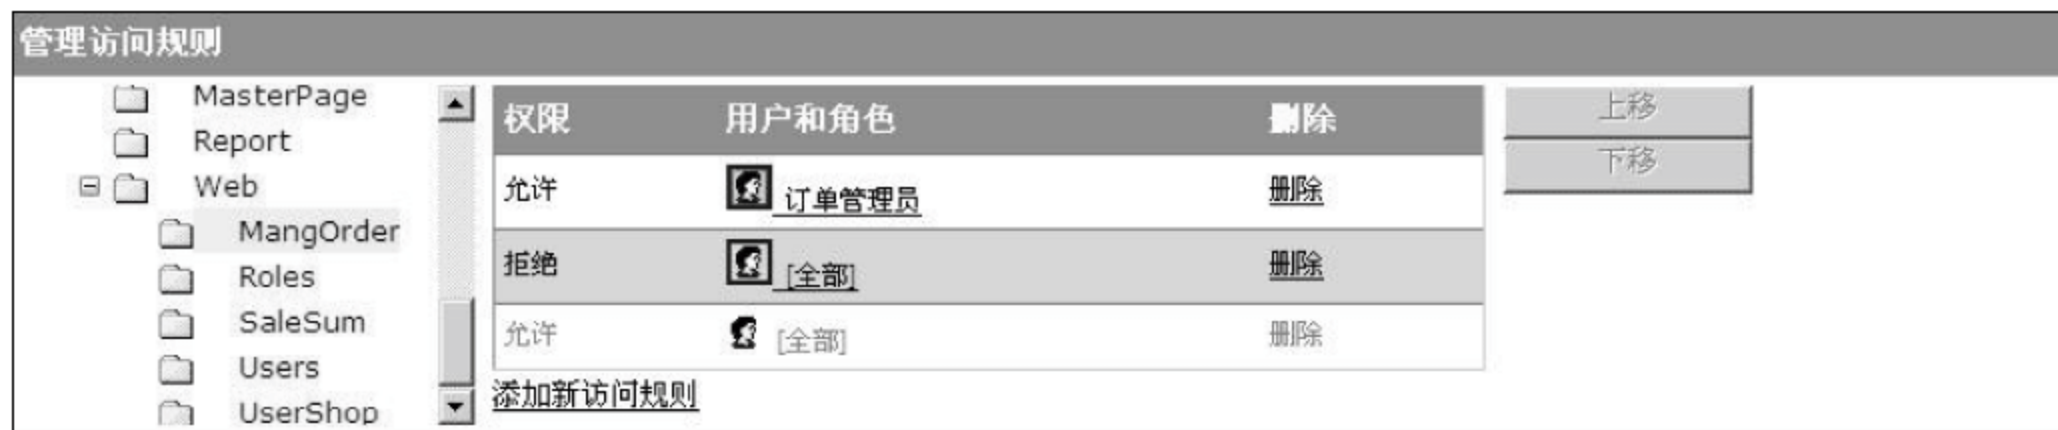 管理访问规则
MasterPage
Report
Web
MangOrder
Roles
SaleSum
Users
UserShop
权限 用户和角色 删除
允许 订单管理员 删除
拒绝 [全部] 删除
允许 [全部] 删除
添加新访问规则
上移
下移